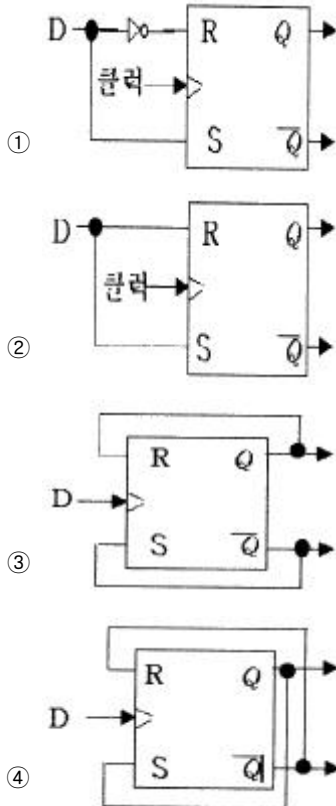 D R Q
클럭
① S Q̅
D R Q
② 클럭
S Q̅
R Q
D
③ S Q̅
R Q
D
④ S Q̅